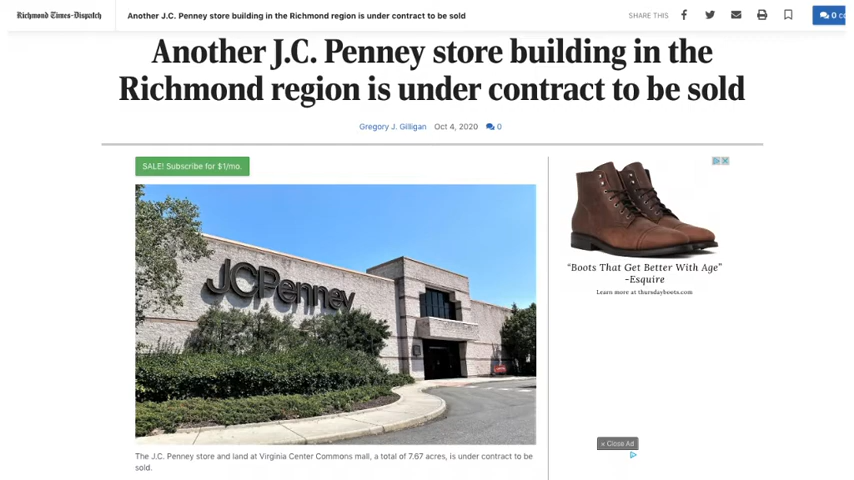 Richmond Times-Dispatch
Another J.C. Penney store building in the Richmond region is under contract to be sold
SHARE THIS
0 co
Another J.C. Penney store building in the
Richmond region is under contract to be sold
Gregory J. Gilligan Oct 4, 2020 0
SALE! Subscribe for $1/mo.
JCPenney
The J.C. Penney store and land at Virginia Center Commons mall, a total of 7.67 acres, is under contract to be
sold.
“Boots That Get Better With Age”
-Esquire
Learn more at thursdayboots.com
× Close Ad